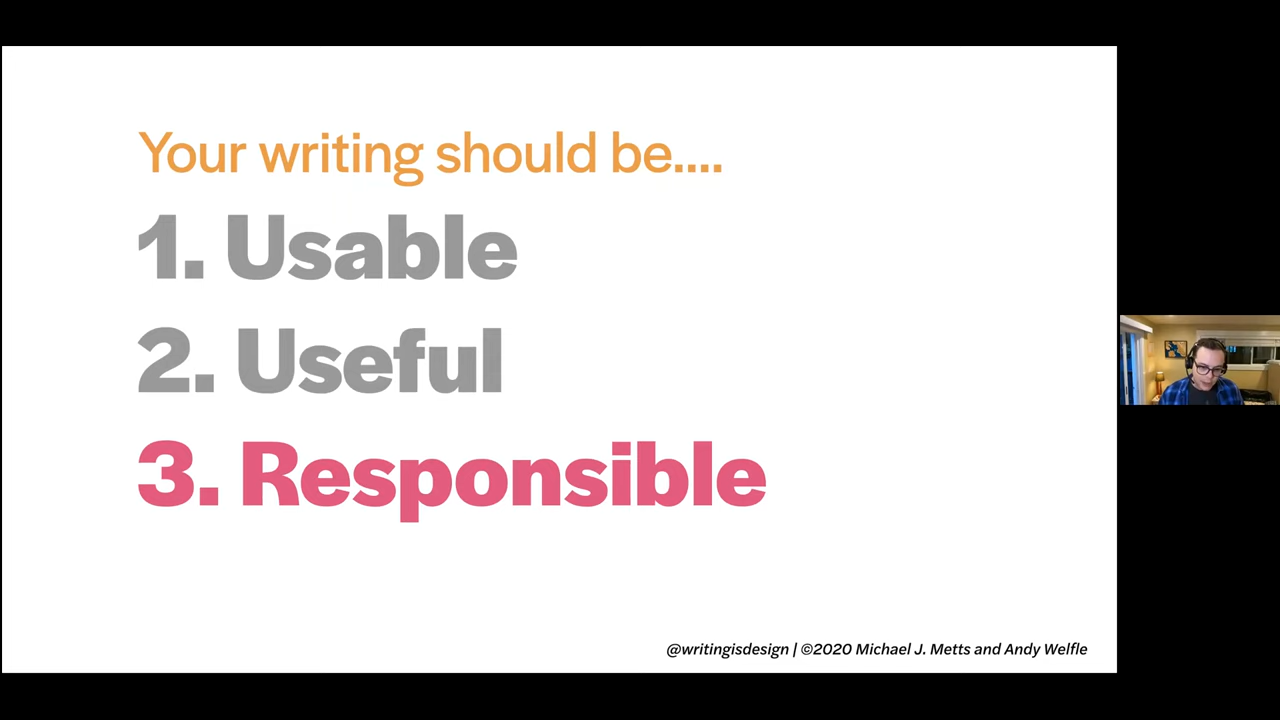 Your writing should be....
1. Usable
2. Useful
3. Responsible
@writingisdesign | ©2020 Michael J. Metts and Andy Welfle